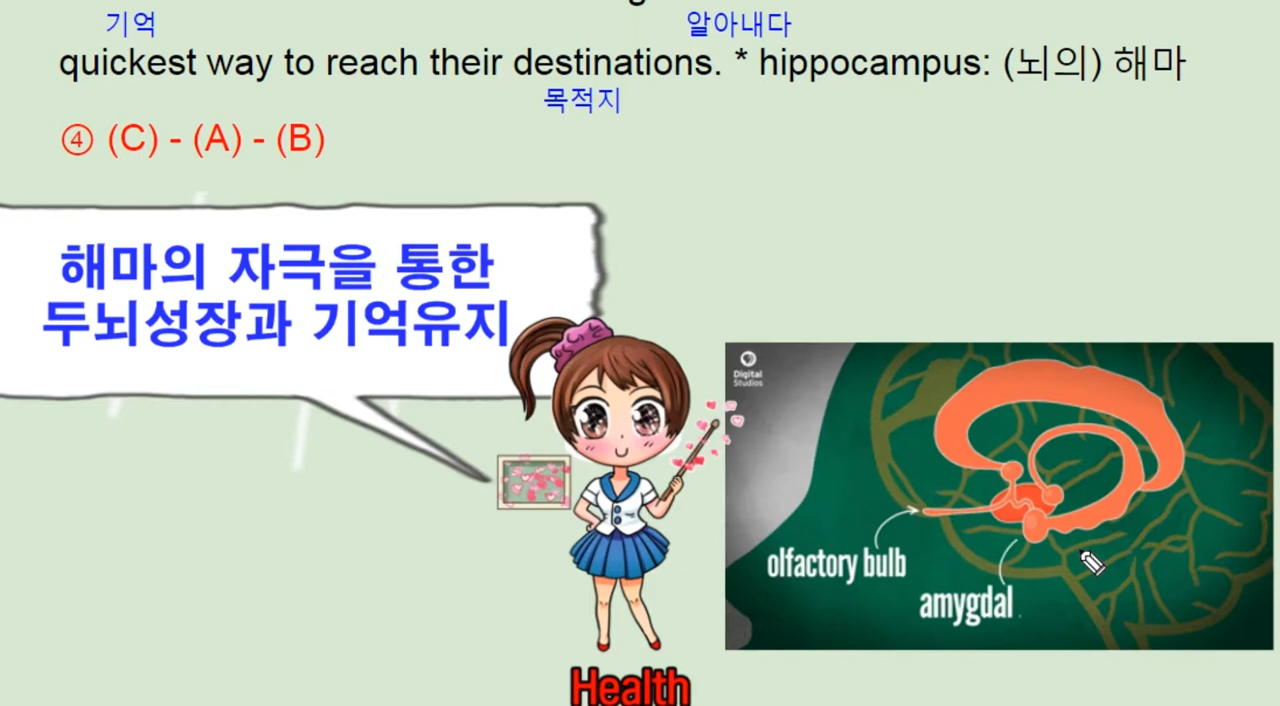 기억 알아내다
quickest way to reach their destinations. * hippocampus: (뇌의) 해마
목적지
④ (C) - (A) - (B)
해마의 자극을 통한
두뇌성장과 기억유지
Digital
Studios
olfactory bulb
amygdal
Health